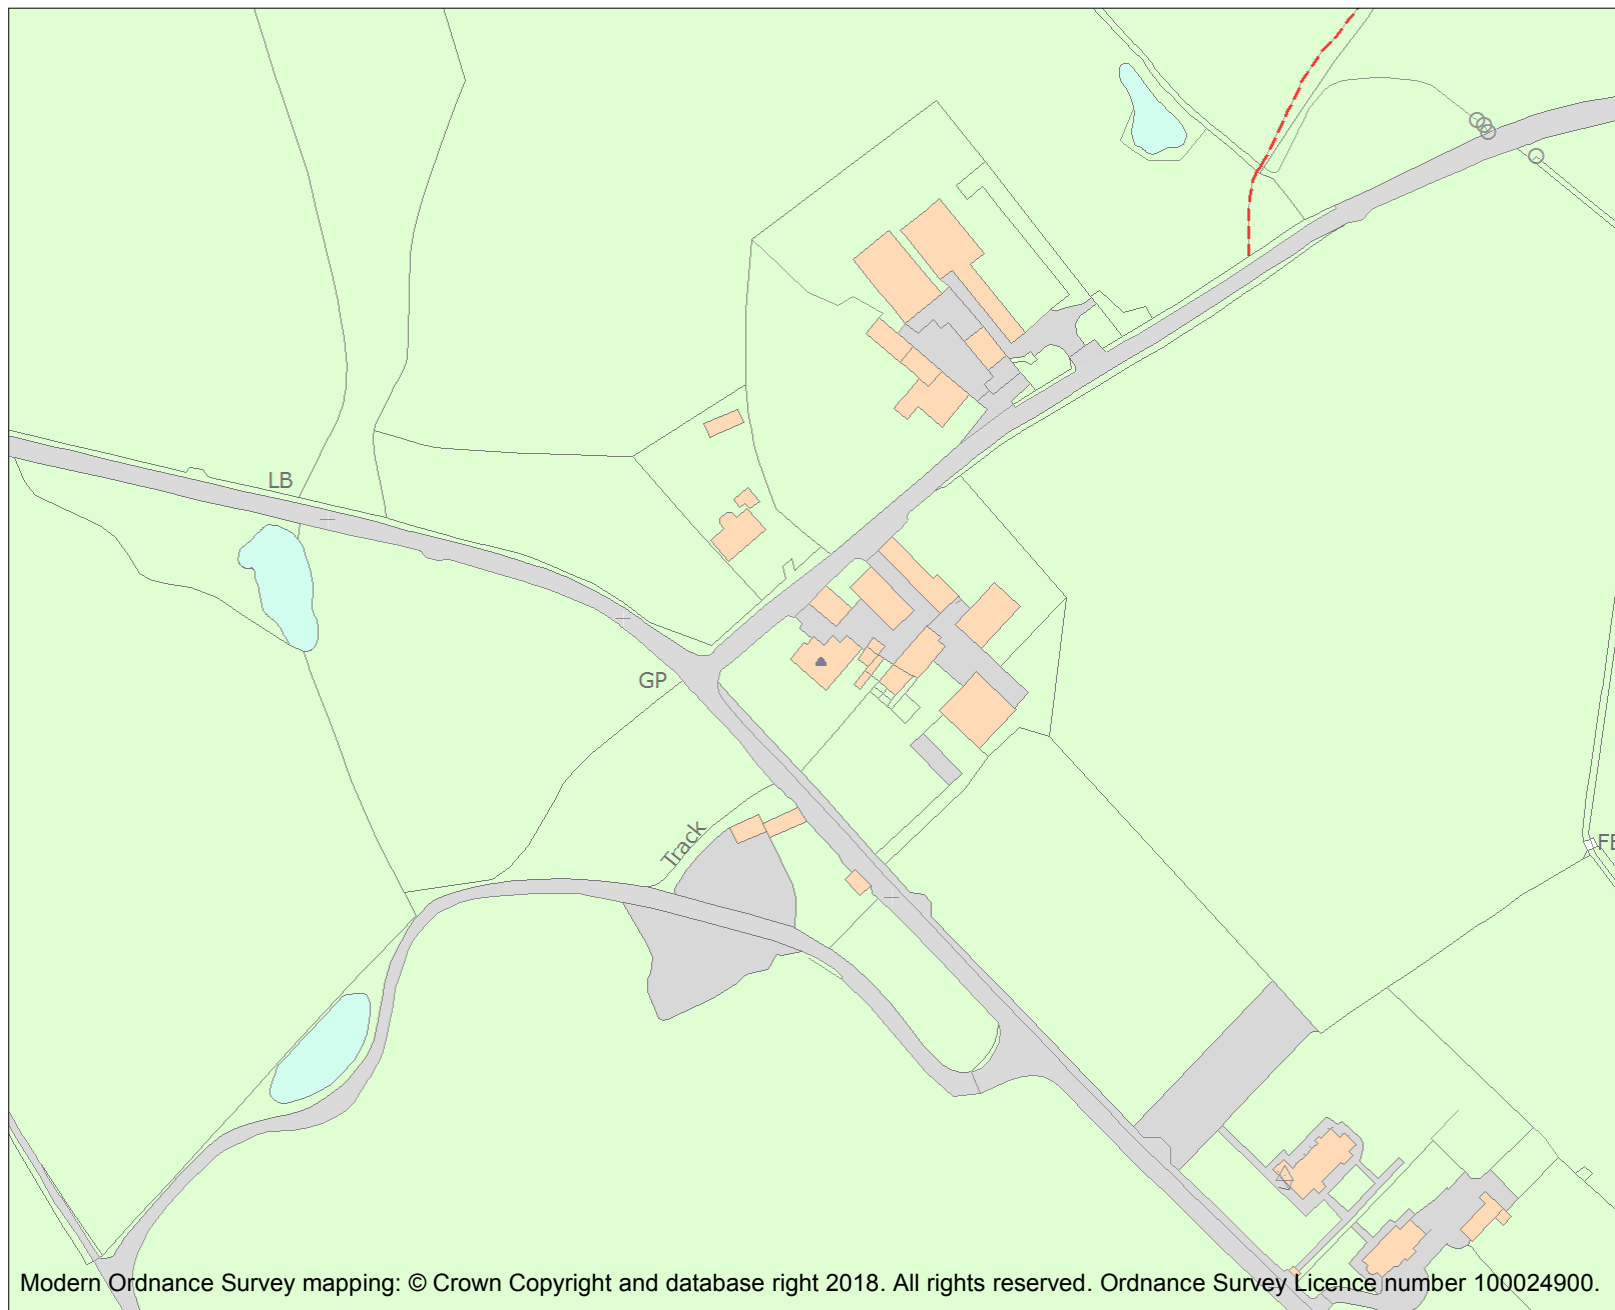 LB
GP
Track
Modern Ordnance Survey mapping: © Crown Copyright and database right 2018. All rights reserved. Ordnance Survey Licence number 100024900.